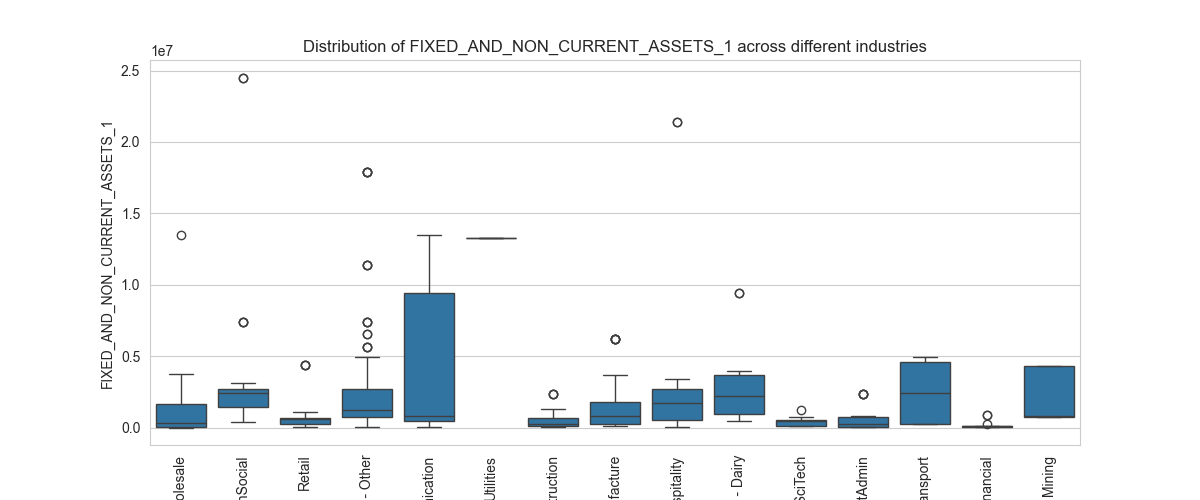 Distribution of FIXED_AND_NON_CURRENT_ASSETS_1 across different industries
1e7
FIXED_AND_NON_CURRENT_ASSETS_1
2.5
2.0
1.5
1.0
0.5
0.0
olesale
nSocial
Retail
- Other
nication
Utilities
truction
facture
spitality
- Dairy
SciTech
tAdmin
ansport
nancial
Mining